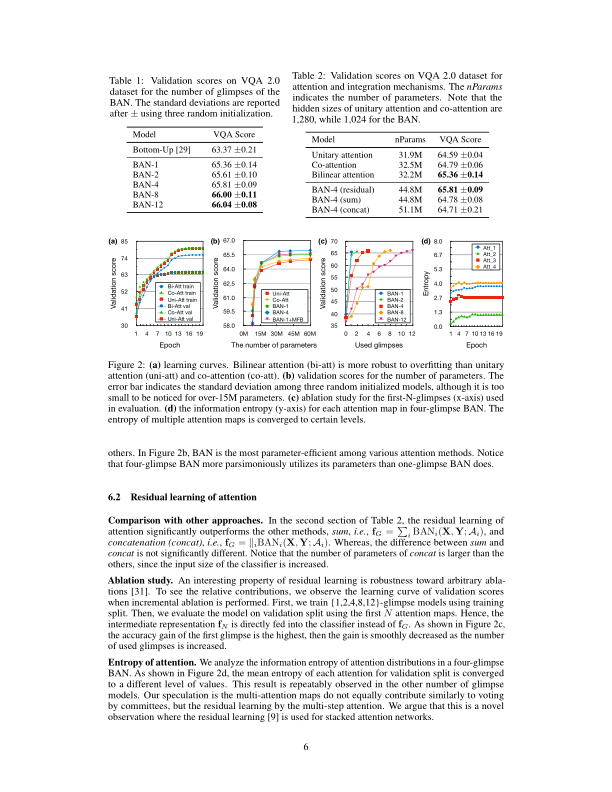 Table 1: Validation scores on VQA 2.0
dataset for the number of glimpses of the
BAN. The standard deviations are reported
after ± using three random initialization.
Model VQA Score
Bottom-Up [29] 63.37 ±0.21
BAN-1 65.36 ±0.14
BAN-2 65.61 ±0.10
BAN-4 65.81 ±0.09
BAN-8 66.00 ±0.11
BAN-12 66.04 ±0.08
Table 2: Validation scores on VQA 2.0 dataset for
attention and integration mechanisms. The nParams
indicates the number of parameters. Note that the
hidden sizes of unitary attention and co-attention are
1,280, while 1,024 for the BAN.
Model nParams VQA Score
Unitary attention 31.9M 64.59 ±0.04
Co-attention 32.5M 64.79 ±0.06
Bilinear attention 32.2M 65.36 ±0.14
BAN-4 (residual) 44.8M 65.81 ±0.09
BAN-4 (sum) 44.8M 64.78 ±0.08
BAN-4 (concat) 51.1M 64.71 ±0.21
(a)
Validation score
85
74
63
52
41
30
Bi-Att train
Co-Att train
Uni-Att train
Bi-Att val
Co-Att val
Uni-Att val
1 4 7 10 13 16 19
Epoch
(b)
Validation score
67.0
65.5
64.0
62.5
61.0
59.5
58.0
Uni-Att
Co-Att
BAN-1
BAN-4
BAN-1+MFB
0M 15M 30M 45M 60M
The number of parameters
(c)
Validation score
70
65
60
55
50
45
40
35
BAN-1
BAN-2
BAN-4
BAN-8
BAN-12
0 2 4 6 8 10 12
Used glimpses
(d)
Entropy
8.0
6.7
5.3
4.0
2.7
1.3
0.0
Att_1
Att_2
Att_3
Att_4
1 4 7 10 13 16 19
Epoch
Figure 2: (a) learning curves. Bilinear attention (bi-att) is more robust to overfitting than unitary
attention (uni-att) and co-attention (co-att). (b) validation scores for the number of parameters. The
error bar indicates the standard deviation among three random initialized models, although it is too
small to be noticed for over-15M parameters. (c) ablation study for the first-N-glimpses (x-axis) used
in evaluation. (d) the information entropy (y-axis) for each attention map in four-glimpse BAN. The
entropy of multiple attention maps is converged to certain levels.
others. In Figure 2b, BAN is the most parameter-efficient among various attention methods. Notice
that four-glimpse BAN more parsimoniously utilizes its parameters than one-glimpse BAN does.
6.2 Residual learning of attention
Comparison with other approaches. In the second section of Table 2, the residual learning of
attention significantly outperforms the other methods, sum, i.e., f_G = ∑_i BAN_i(X, Y; A_i), and
concatenation (concat), i.e., f_G = ∥_i BAN_i(X, Y; A_i). Whereas, the difference between sum and
concat is not significantly different. Notice that the number of parameters of concat is larger than the
others, since the input size of the classifier is increased.
Ablation study. An interesting property of residual learning is robustness toward arbitrary abla-
tions [31]. To see the relative contributions, we observe the learning curve of validation scores
when incremental ablation is performed. First, we train {1,2,4,8,12}-glimpse models using training
split. Then, we evaluate the model on validation split using the first N attention maps. Hence, the
intermediate representation f_N is directly fed into the classifier instead of f_G. As shown in Figure 2c,
the accuracy gain of the first glimpse is the highest, then the gain is smoothly decreased as the number
of used glimpses is increased.
Entropy of attention. We analyze the information entropy of attention distributions in a four-glimpse
BAN. As shown in Figure 2d, the mean entropy of each attention for validation split is converged
to a different level of values. This result is repeatably observed in the other number of glimpse
models. Our speculation is the multi-attention maps do not equally contribute similarly to voting
by committees, but the residual learning by the multi-step attention. We argue that this is a novel
observation where the residual learning [9] is used for stacked attention networks.
6